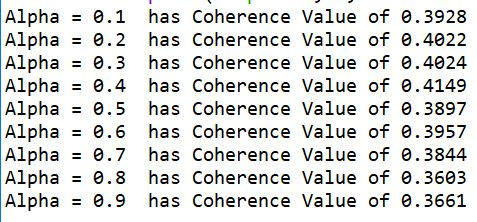 Alpha = 0.1  has Coherence Value of 0.3928
Alpha = 0.2  has Coherence Value of 0.4022
Alpha = 0.3  has Coherence Value of 0.4024
Alpha = 0.4  has Coherence Value of 0.4149
Alpha = 0.5  has Coherence Value of 0.3897
Alpha = 0.6  has Coherence Value of 0.3957
Alpha = 0.7  has Coherence Value of 0.3844
Alpha = 0.8  has Coherence Value of 0.3603
Alpha = 0.9  has Coherence Value of 0.3661